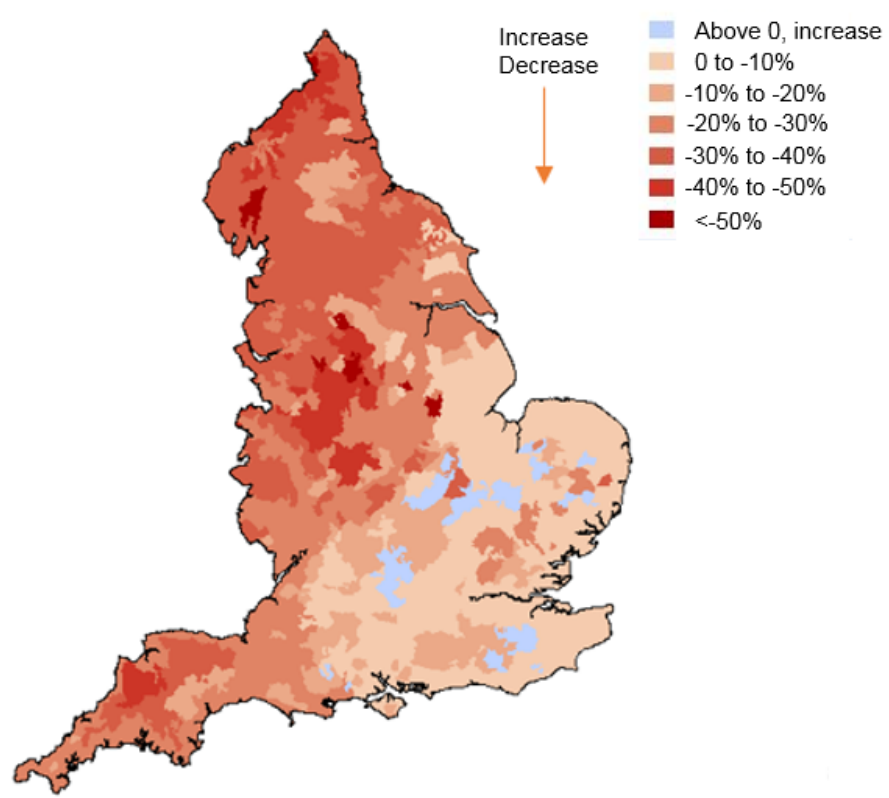 Increase
Decrease
Above 0, increase
0 to -10%
-10% to -20%
-20% to -30%
-30% to -40%
-40% to -50%
<-50%